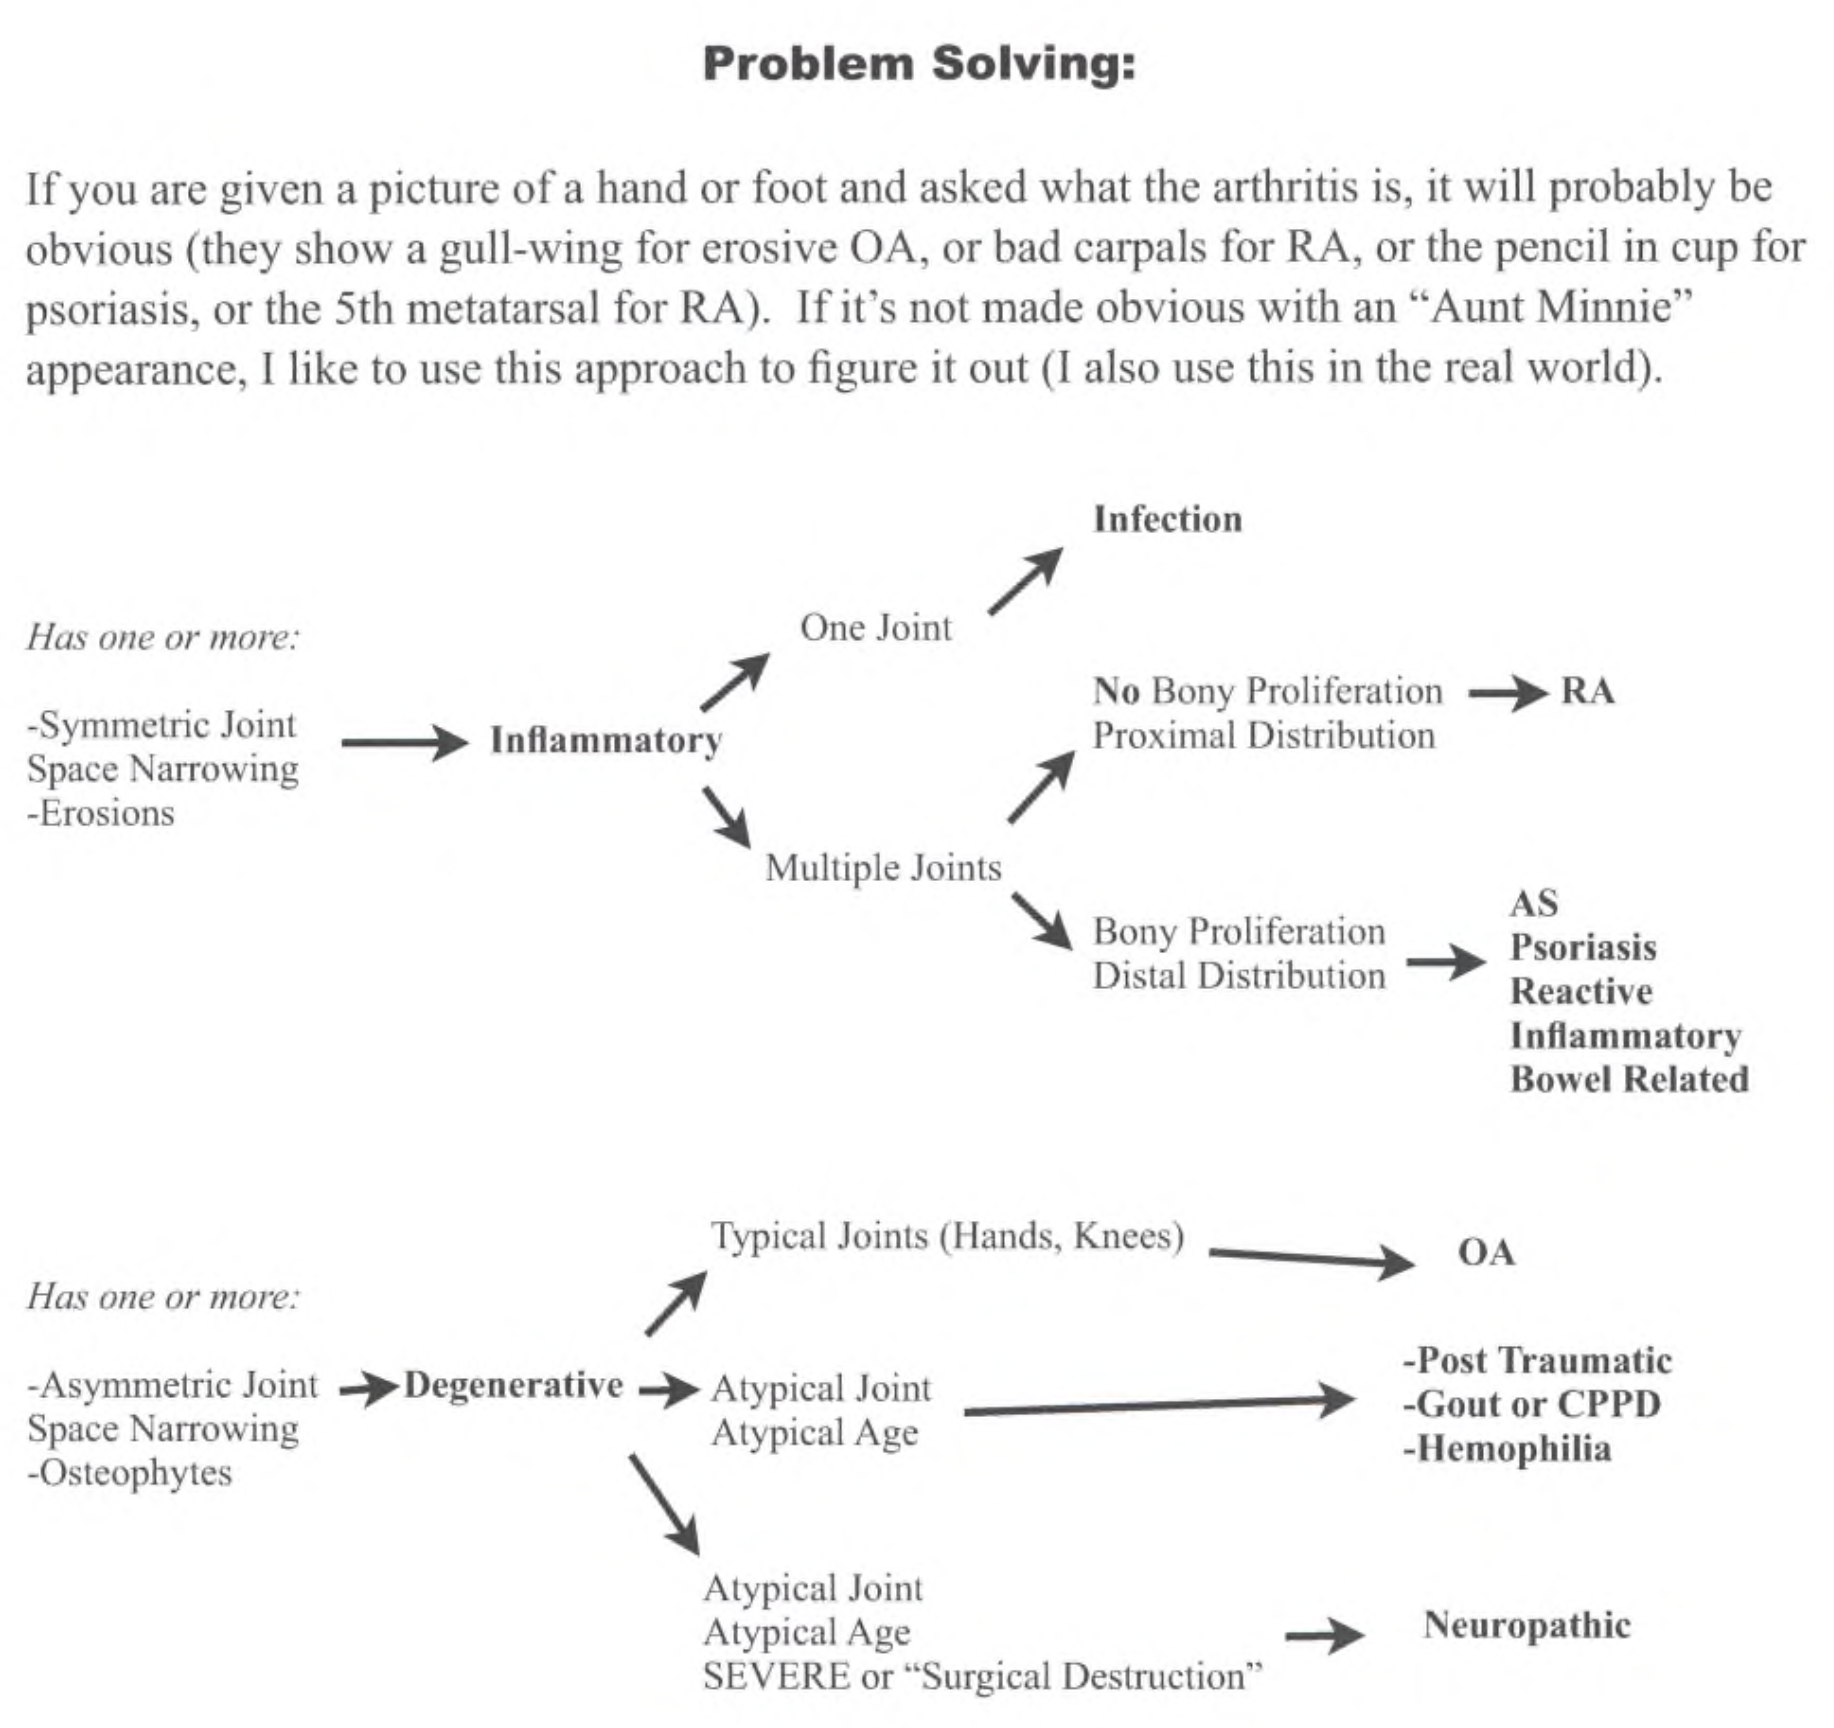 Problem Solving:
If you are given a picture of a hand or foot and asked what the arthritis is, it will probably be
obvious (they show a gull-wing for erosive OA, or bad carpals for RA, or the pencil in cup for
psoriasis, or the 5th metatarsal for RA).  If it's not made obvious with an “Aunt Minnie”
appearance, I like to use this approach to figure it out (I also use this in the real world).
Has one or more:
-Symmetric Joint
Space Narrowing
-Erosions
Inflammatory
One Joint
Infection
Multiple Joints
No Bony Proliferation
Proximal Distribution
RA
Bony Proliferation
Distal Distribution
AS
Psoriasis
Reactive
Inflammatory
Bowel Related
Has one or more:
-Asymmetric Joint
Space Narrowing
-Osteophytes
Degenerative
Typical Joints (Hands, Knees)
OA
Atypical Joint
Atypical Age
-Post Traumatic
-Gout or CPPD
-Hemophilia
Atypical Joint
Atypical Age
SEVERE or “Surgical Destruction”
Neuropathic